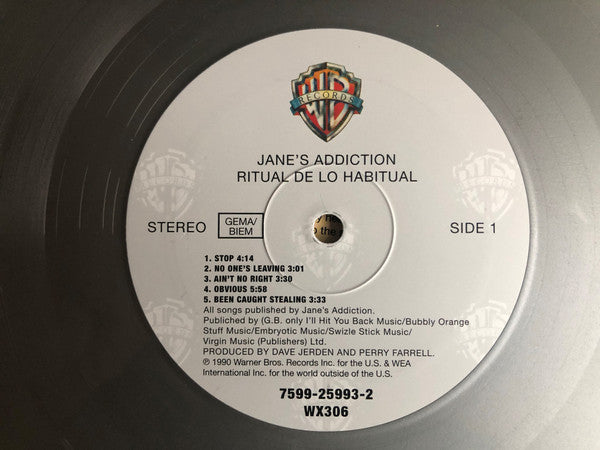 WB
RECORDS
JANE'S ADDICTION
RITUAL DE LO HABITUAL
STEREO GEMA/ BIEM SIDE 1
1. STOP 4:14
2. NO ONE'S LEAVING 3:01
3. AIN'T NO RIGHT 3:30
4. OBVIOUS 5:58
5. BEEN CAUGHT STEALING 3:33
All songs published by Jane's Addiction.
Published by (G.B. only I'll Hit You Back Music/Bubbly Orange
Stuff Music/Embryotic Music/Swizle Stick Music/
Virgin Music (Publishers) Ltd.
PRODUCED BY DAVE JERDEN AND PERRY FARRELL.
℗ 1990 Warner Bros. Records Inc. for the U.S. & WEA
International Inc. for the world outside of the U.S.
7599-25993-2
WX306